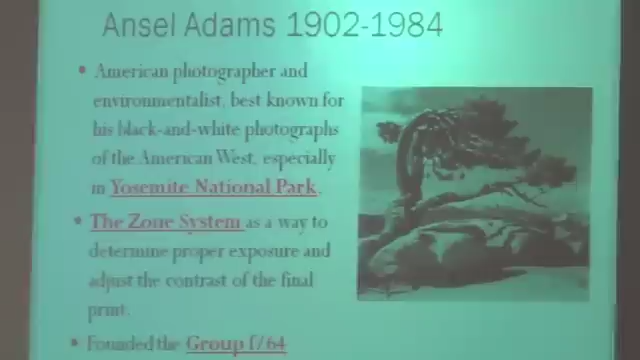 Ansel Adams 1902-1984
• American photographer and
environmentalist, best known for
his black-and-white photographs
of the American West, especially
in Yosemite National Park.
• The Zone System as a way to
determine proper exposure and
adjust the contrast of the final
print.
• Founded the Group f/64